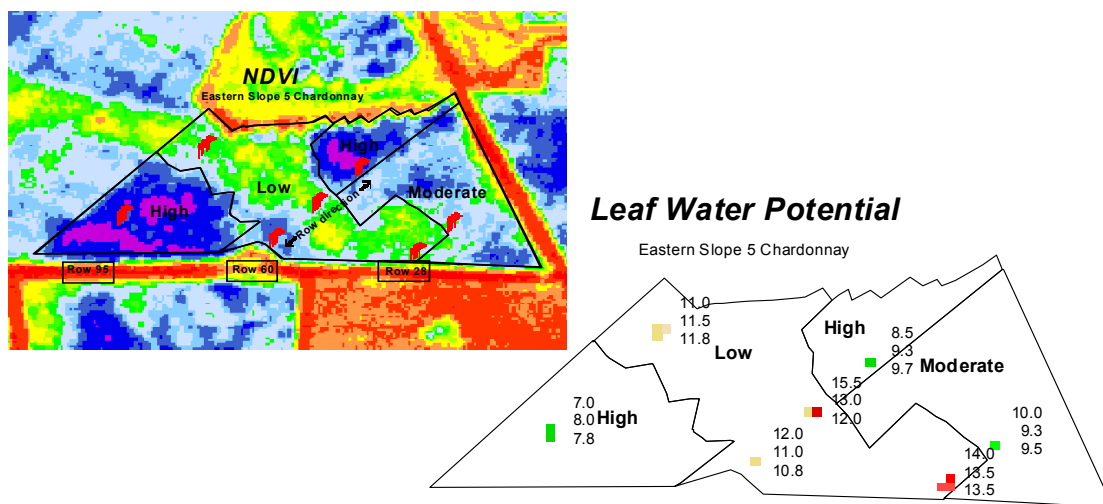 NDVI
Eastern Slope 5 Chardonnay
High
Low
Moderate
High
Row direction
Row 95
Row 60
Row 28
Leaf Water Potential
Eastern Slope 5 Chardonnay
11.0
11.5
11.8
Low
High
8.5
9.3
9.7
Moderate
15.5
13.0
12.0
7.0
8.0
7.8
High
12.0
11.0
10.8
10.0
9.3
9.5
14.0
13.5
13.5